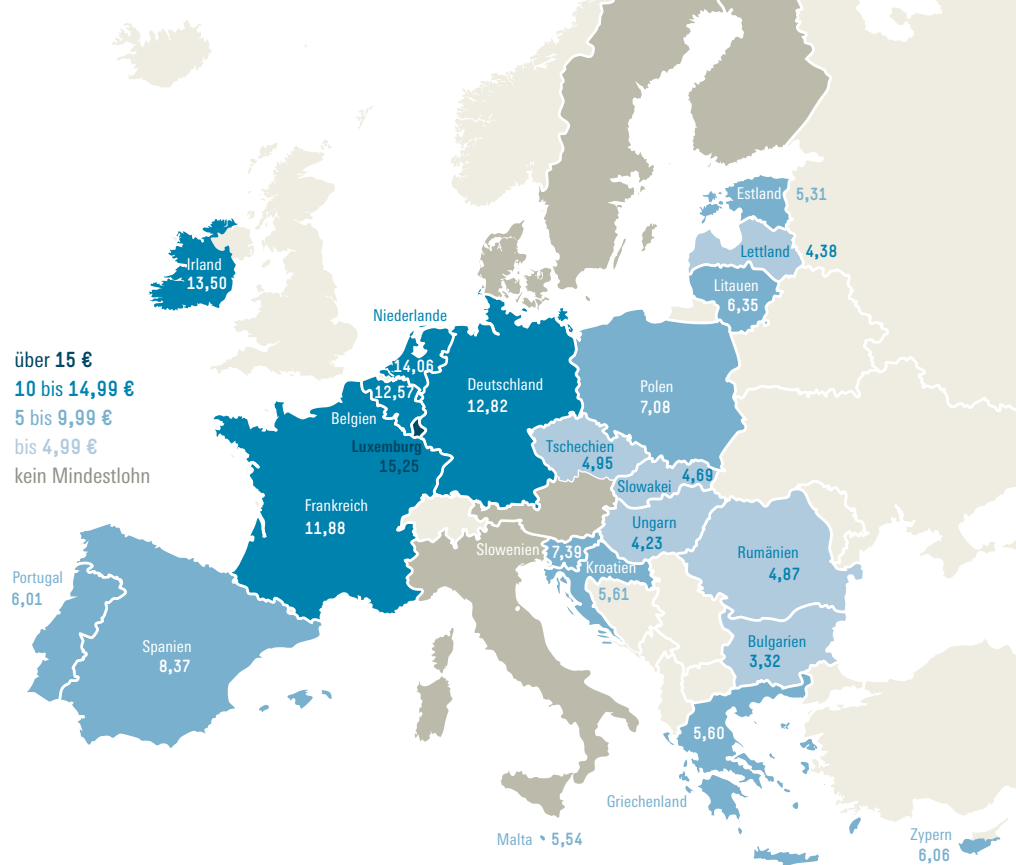 über 15 €
10 bis 14,99 €
5 bis 9,99 €
bis 4,99 €
kein Mindestlohn
Estland 5,31
Lettland 4,38
Litauen
6,35
Irland
13,50
Niederlande
14,06
12,57
Belgien
Deutschland
12,82
Polen
7,08
Luxemburg
15,25
Tschechien
4,95
4,69
Slowakei
Frankreich
11,88
Ungarn
4,23
Slowenien 7,39
Kroatien
5,61
Rumänien
4,87
Portugal
6,01
Spanien
8,37
Bulgarien
3,32
5,60
Griechenland
Malta 5,54
Zypern
6,06